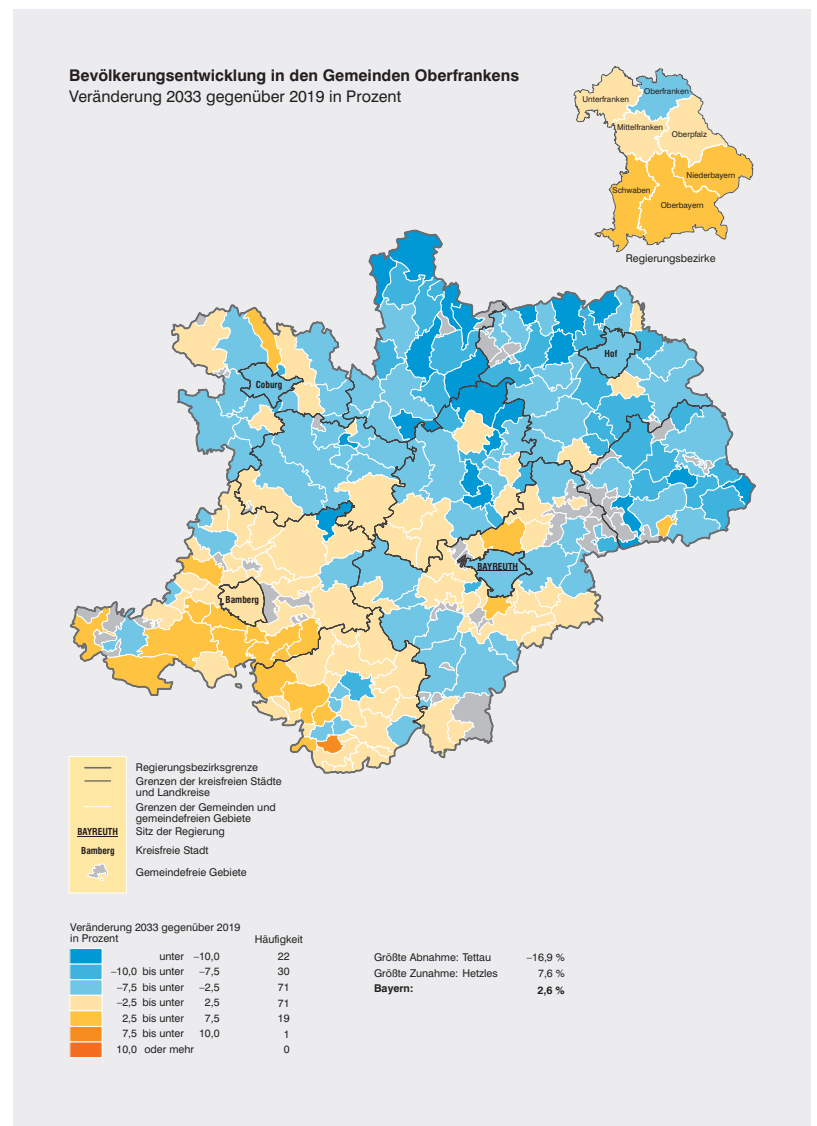 Bevölkerungsentwicklung in den Gemeinden Oberfrankens
Veränderung 2033 gegenüber 2019 in Prozent
Unterfranken
Oberfranken
Mittelfranken
Oberpfalz
Niederbayern
Schwaben
Oberbayern
Regierungsbezirke
Hof
Coburg
BAYREUTH
Bamberg
Regierungsbezirksgrenze
Grenzen der kreisfreien Städte
und Landkreise
Grenzen der Gemeinden und
gemeindefreien Gebiete
BAYREUTH Sitz der Regierung
Bamberg Kreisfreie Stadt
Gemeindefreie Gebiete
Veränderung 2033 gegenüber 2019
in Prozent Häufigkeit
unter −10,0 22
−10,0 bis unter −7,5 30
−7,5 bis unter −2,5 71
−2,5 bis unter 2,5 71
2,5 bis unter 7,5 19
7,5 bis unter 10,0 1
10,0 oder mehr 0
Größte Abnahme: Tettau −16,9 %
Größte Zunahme: Hetzles 7,6 %
Bayern: 2,6 %